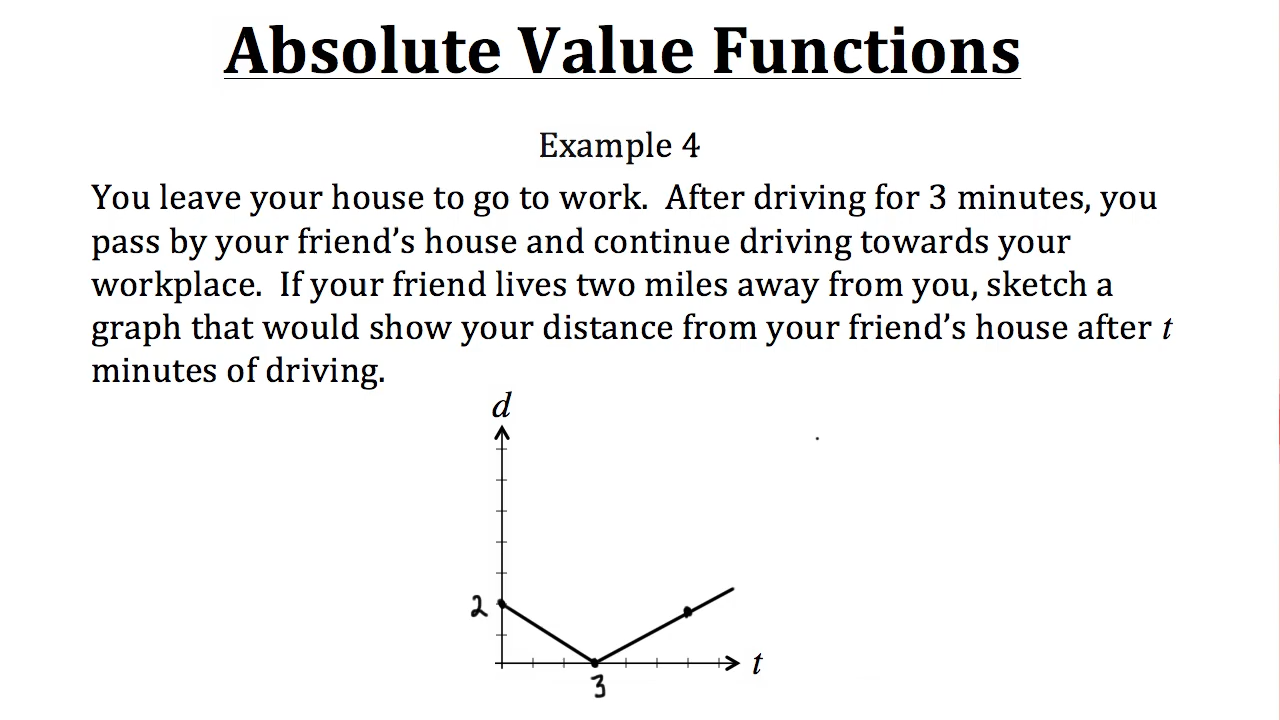 Absolute Value Functions
Example 4
You leave your house to go to work.  After driving for 3 minutes, you
pass by your friend’s house and continue driving towards your
workplace.  If your friend lives two miles away from you, sketch a
graph that would show your distance from your friend’s house after t
minutes of driving.
d
2
t
3